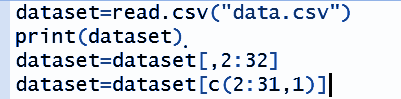 dataset=read.csv("data.csv")
print(dataset)
dataset=dataset[,2:32]
dataset=dataset[c(2:31,1)]